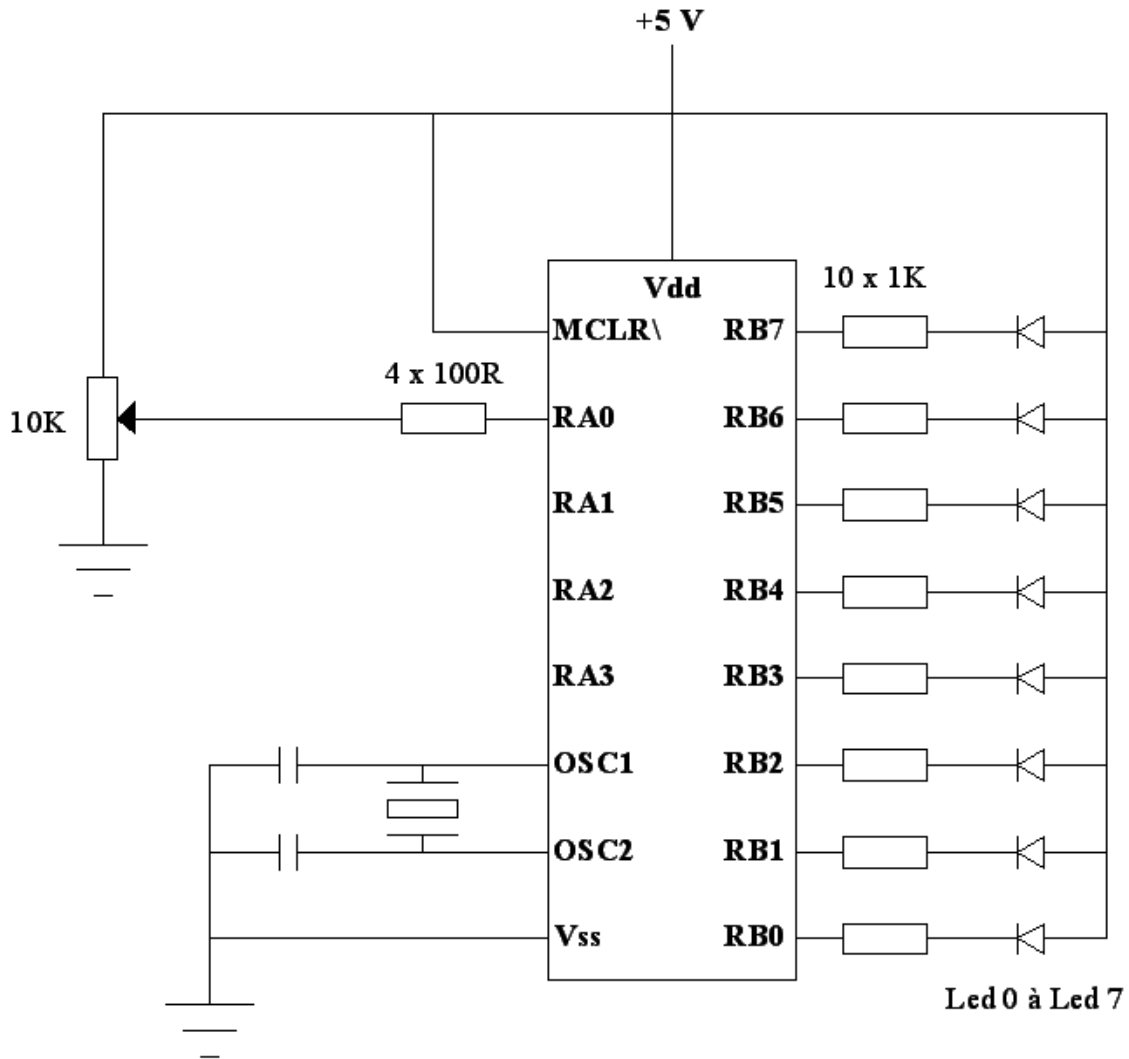 +5 V
Vdd
10 x 1K
MCLR\
RB7
4 x 100R
10K
RA0
RB6
RA1
RB5
RA2
RB4
RA3
RB3
OSC1
RB2
OSC2
RB1
Vss
RB0
Led 0 à Led 7